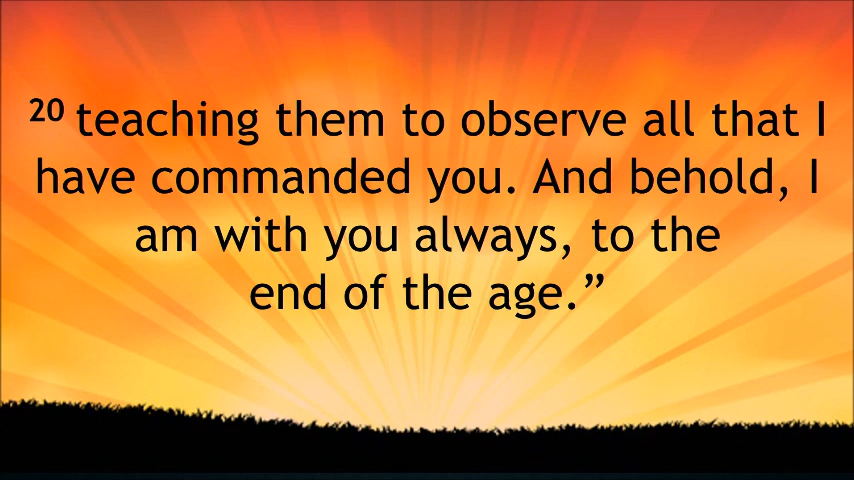 20 teaching them to observe all that I
have commanded you. And behold, I
am with you always, to the
end of the age.”